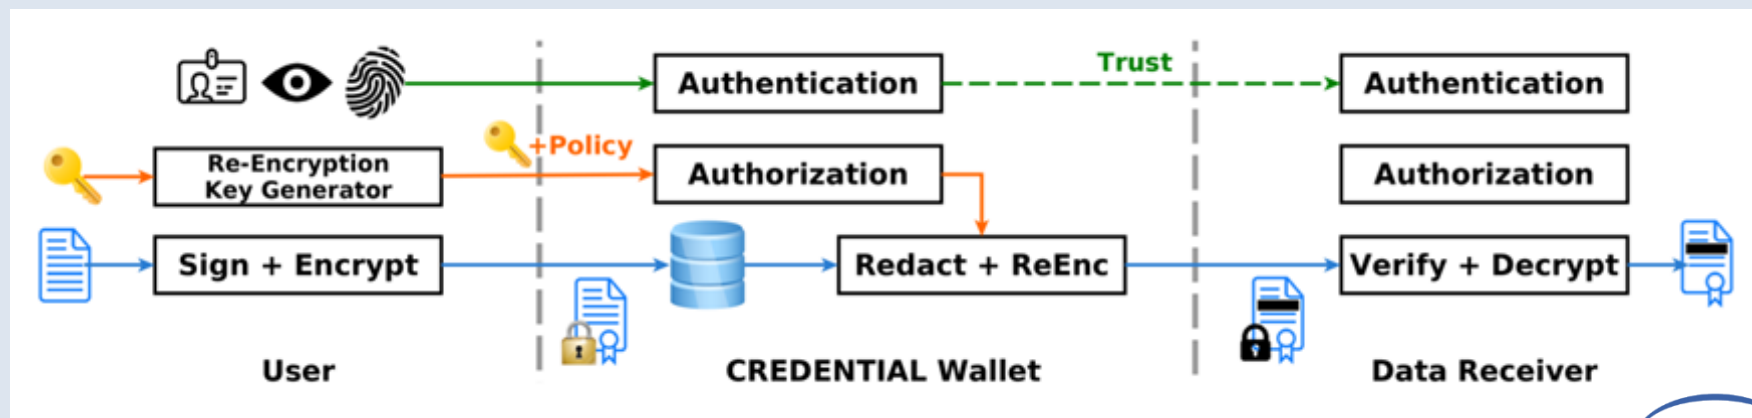 Trust
Authentication
Authentication
+Policy
Re-Encryption
Key Generator
Authorization
Authorization
Sign + Encrypt
Redact + ReEnc
Verify + Decrypt
User
CREDENTIAL Wallet
Data Receiver